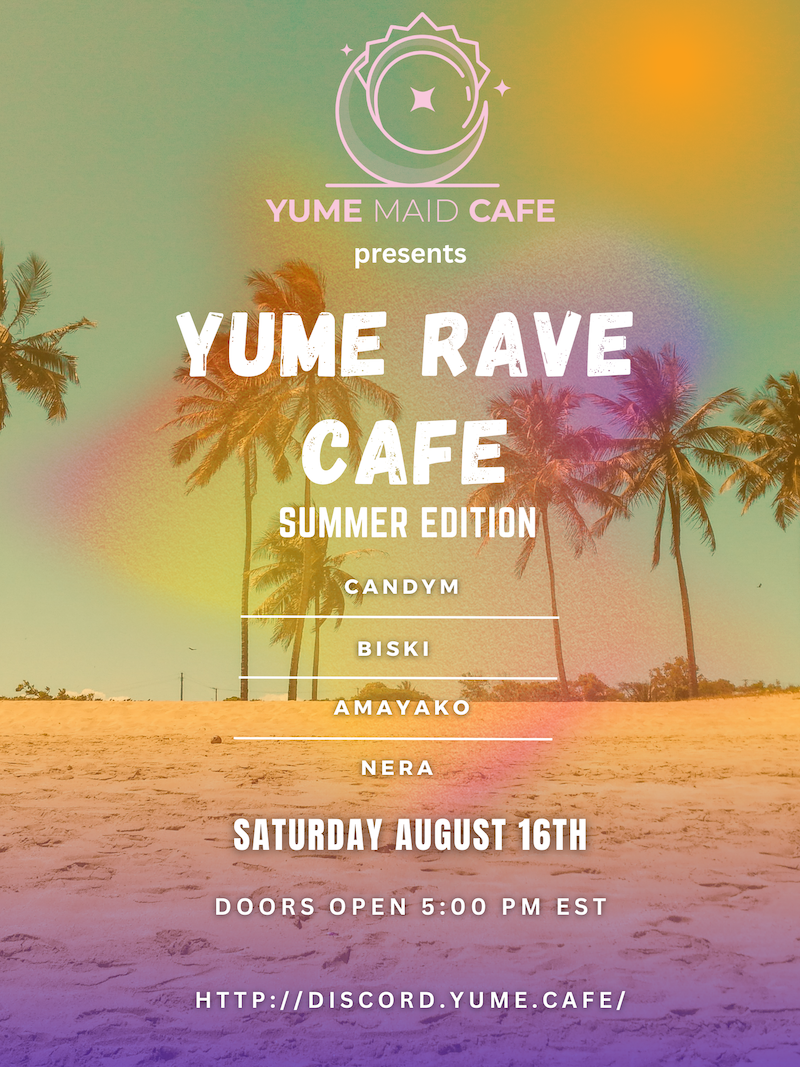 YUME MAID CAFE
presents
YUME RAVE
CAFE
SUMMER EDITION
CANDYM
BISKI
AMAYAKO
NERA
SATURDAY AUGUST 16TH
DOORS OPEN 5:00 PM EST
HTTP://DISCORD.YUME.CAFE/